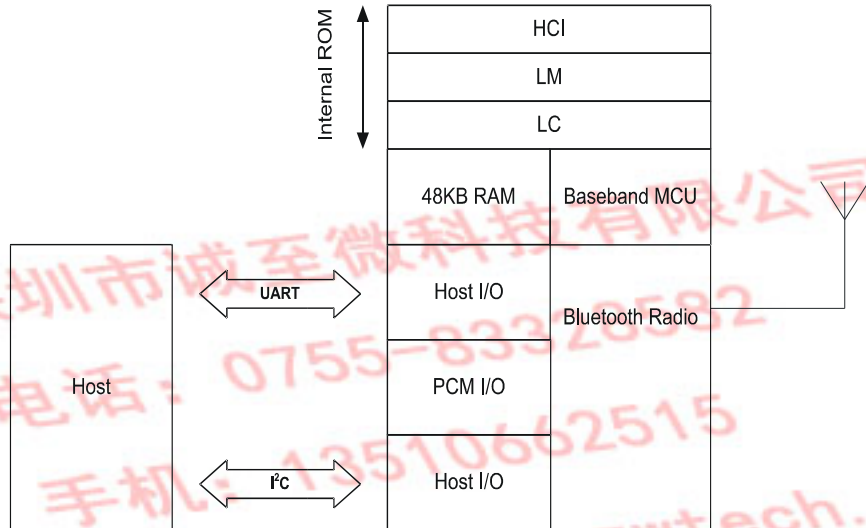 Internal ROM
HCI
LM
LC
48KB RAM
Baseband MCU
深圳市诚至微科技有限公司
UART
Host I/O
Bluetooth Radio
电话：0755-83328582
Host
PCM I/O
手机：13510662515
I²C
Host I/O